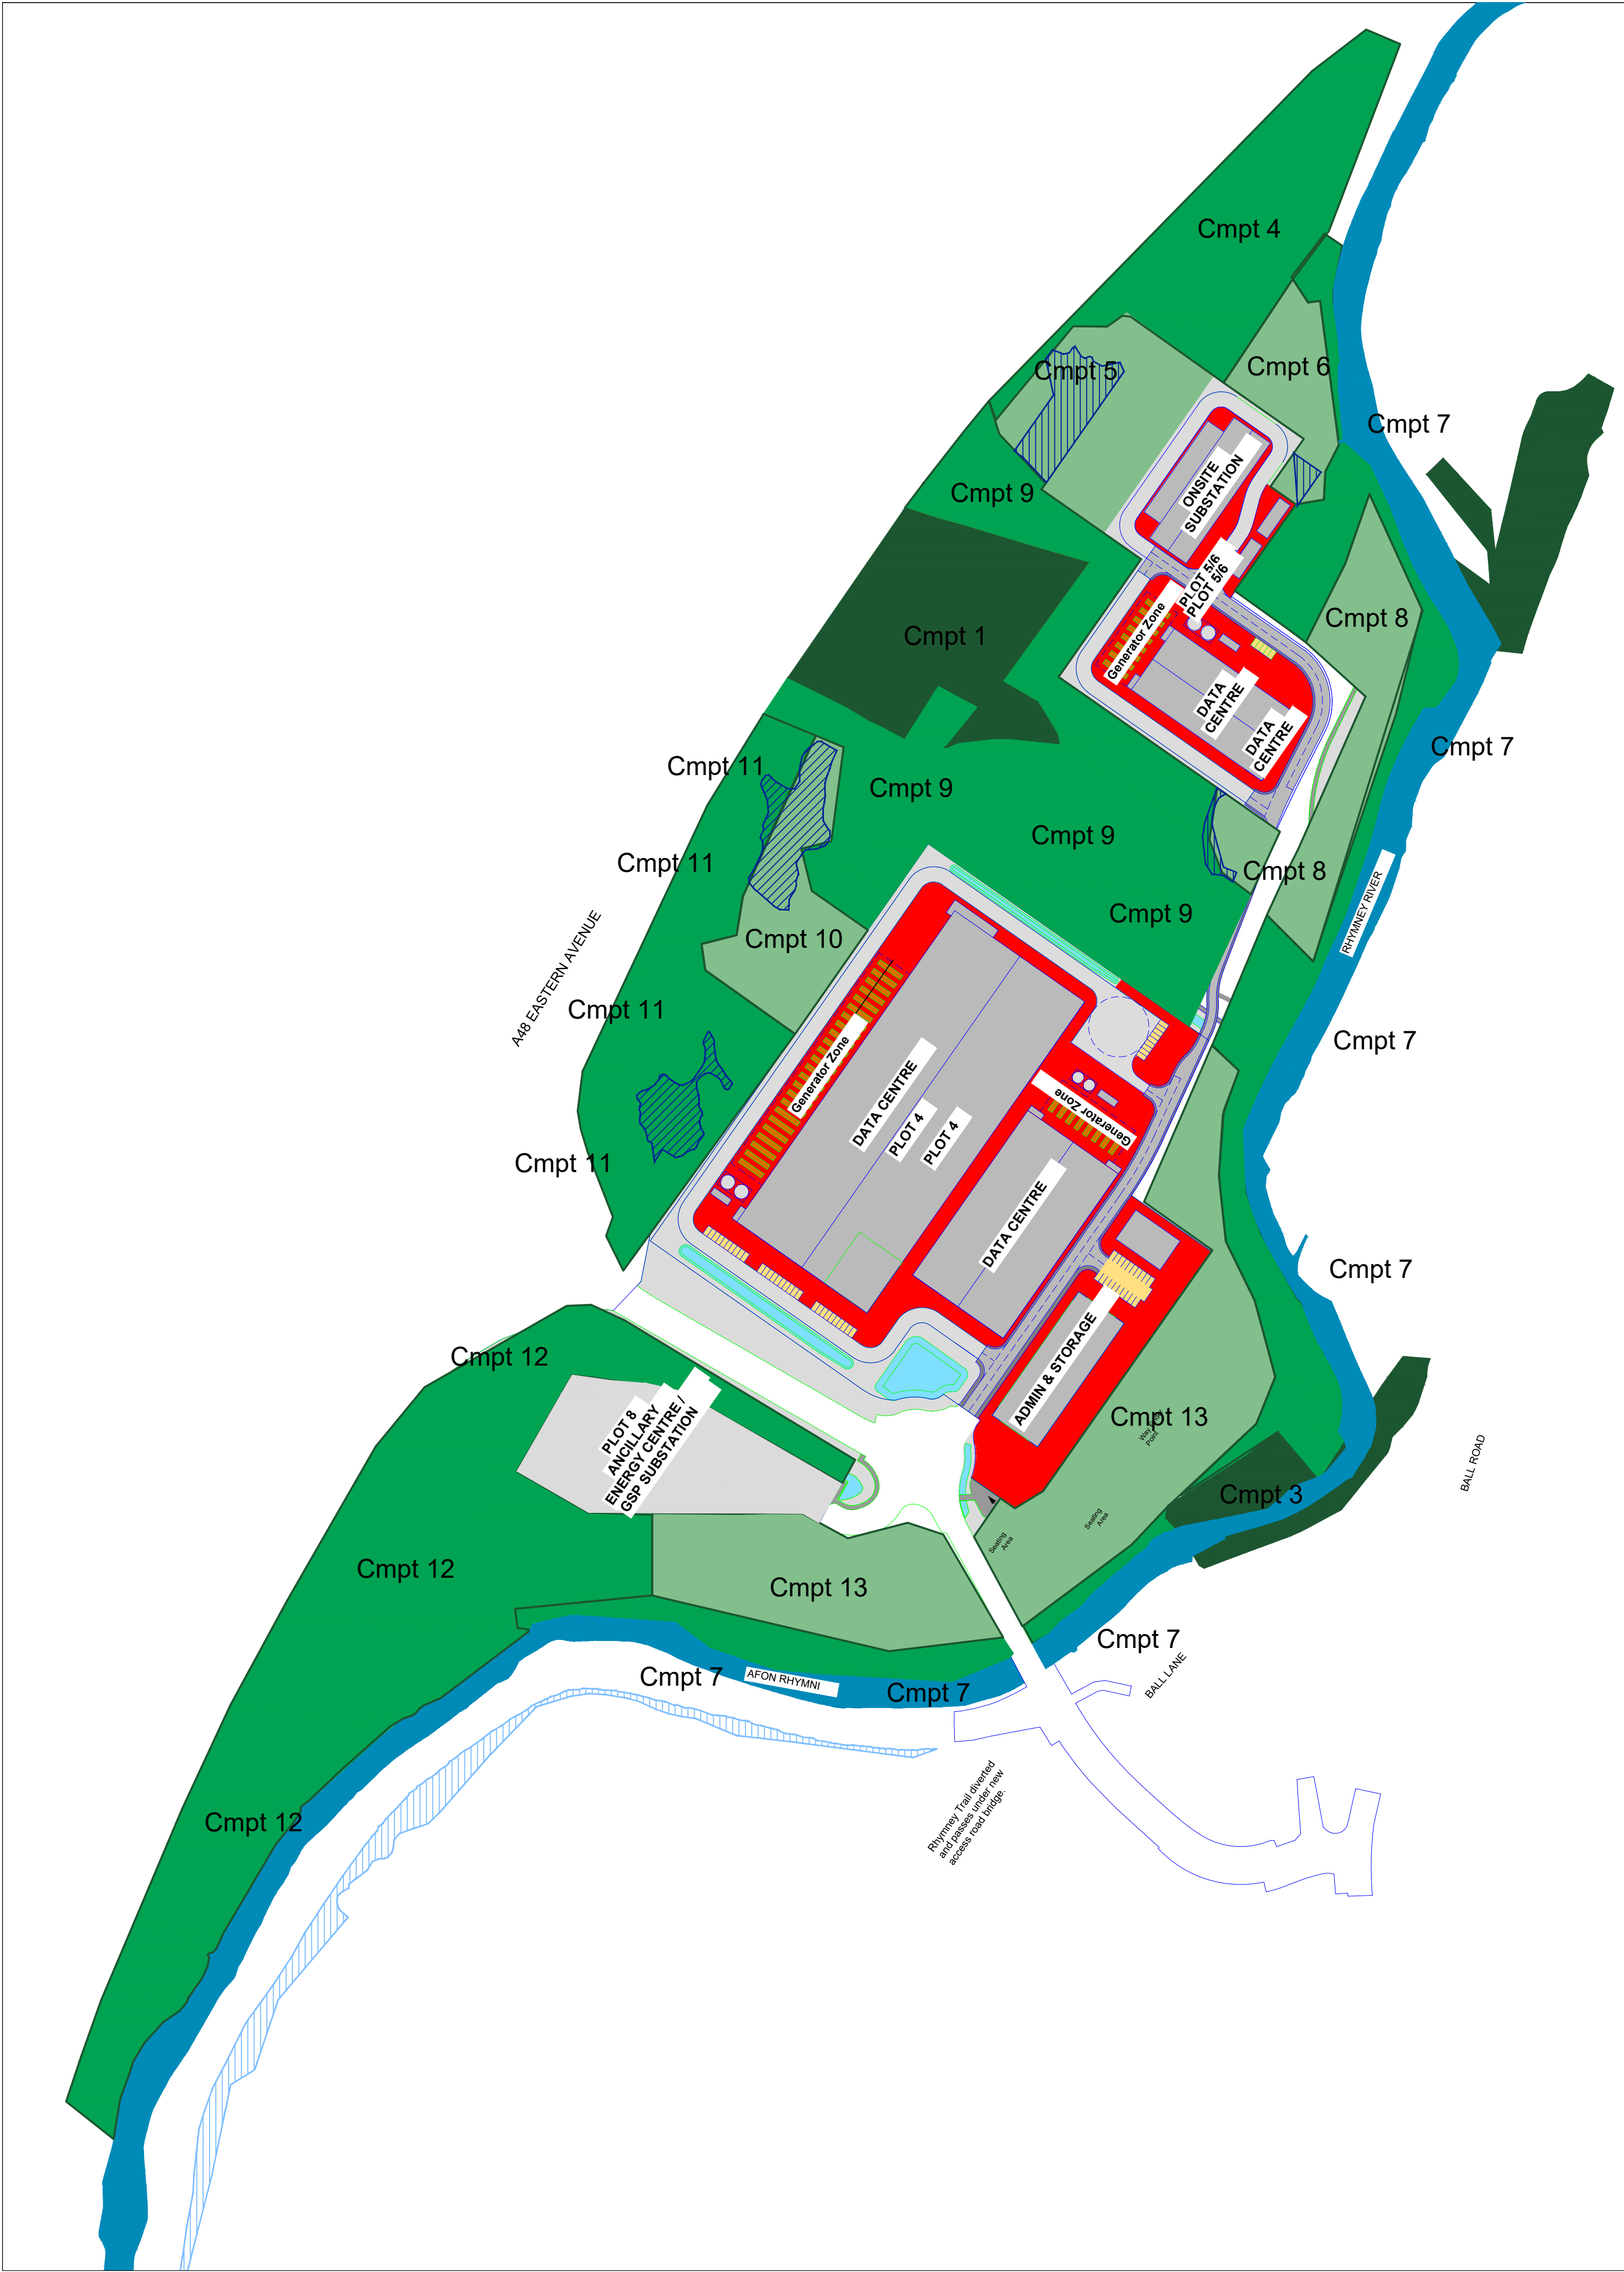 Cmpt 4
Cmpt 5
Cmpt 6
Cmpt 7
Cmpt 9
ONSITE
SUBSTATION
PLOT 5/6
PLOT 5/6
Generator Zone
Cmpt 8
Cmpt 1
DATA
CENTRE
DATA
CENTRE
Cmpt 7
Cmpt 11
Cmpt 9
Cmpt 9
Cmpt 11
Cmpt 8
RHYMNEY RIVER
Cmpt 9
Cmpt 10
A48 EASTERN AVENUE
Cmpt 11
Cmpt 7
Generator Zone
DATA CENTRE
PLOT 4
PLOT 4
Generator Zone
Cmpt 11
DATA CENTRE
Cmpt 7
Cmpt 12
ADMIN & STORAGE
Cmpt 13
Way
Point
PLOT 8
ANCILLARY
ENERGY CENTRE /
GSP SUBSTATION
BALL ROAD
Cmpt 3
Seating
Area
Seating
Area
Cmpt 12
Cmpt 13
Cmpt 7
Cmpt 7
AFON RHYMNI
Cmpt 7
BALL LANE
Rhymney Trail diverted
and passes under new
access road bridge.
Cmpt 12